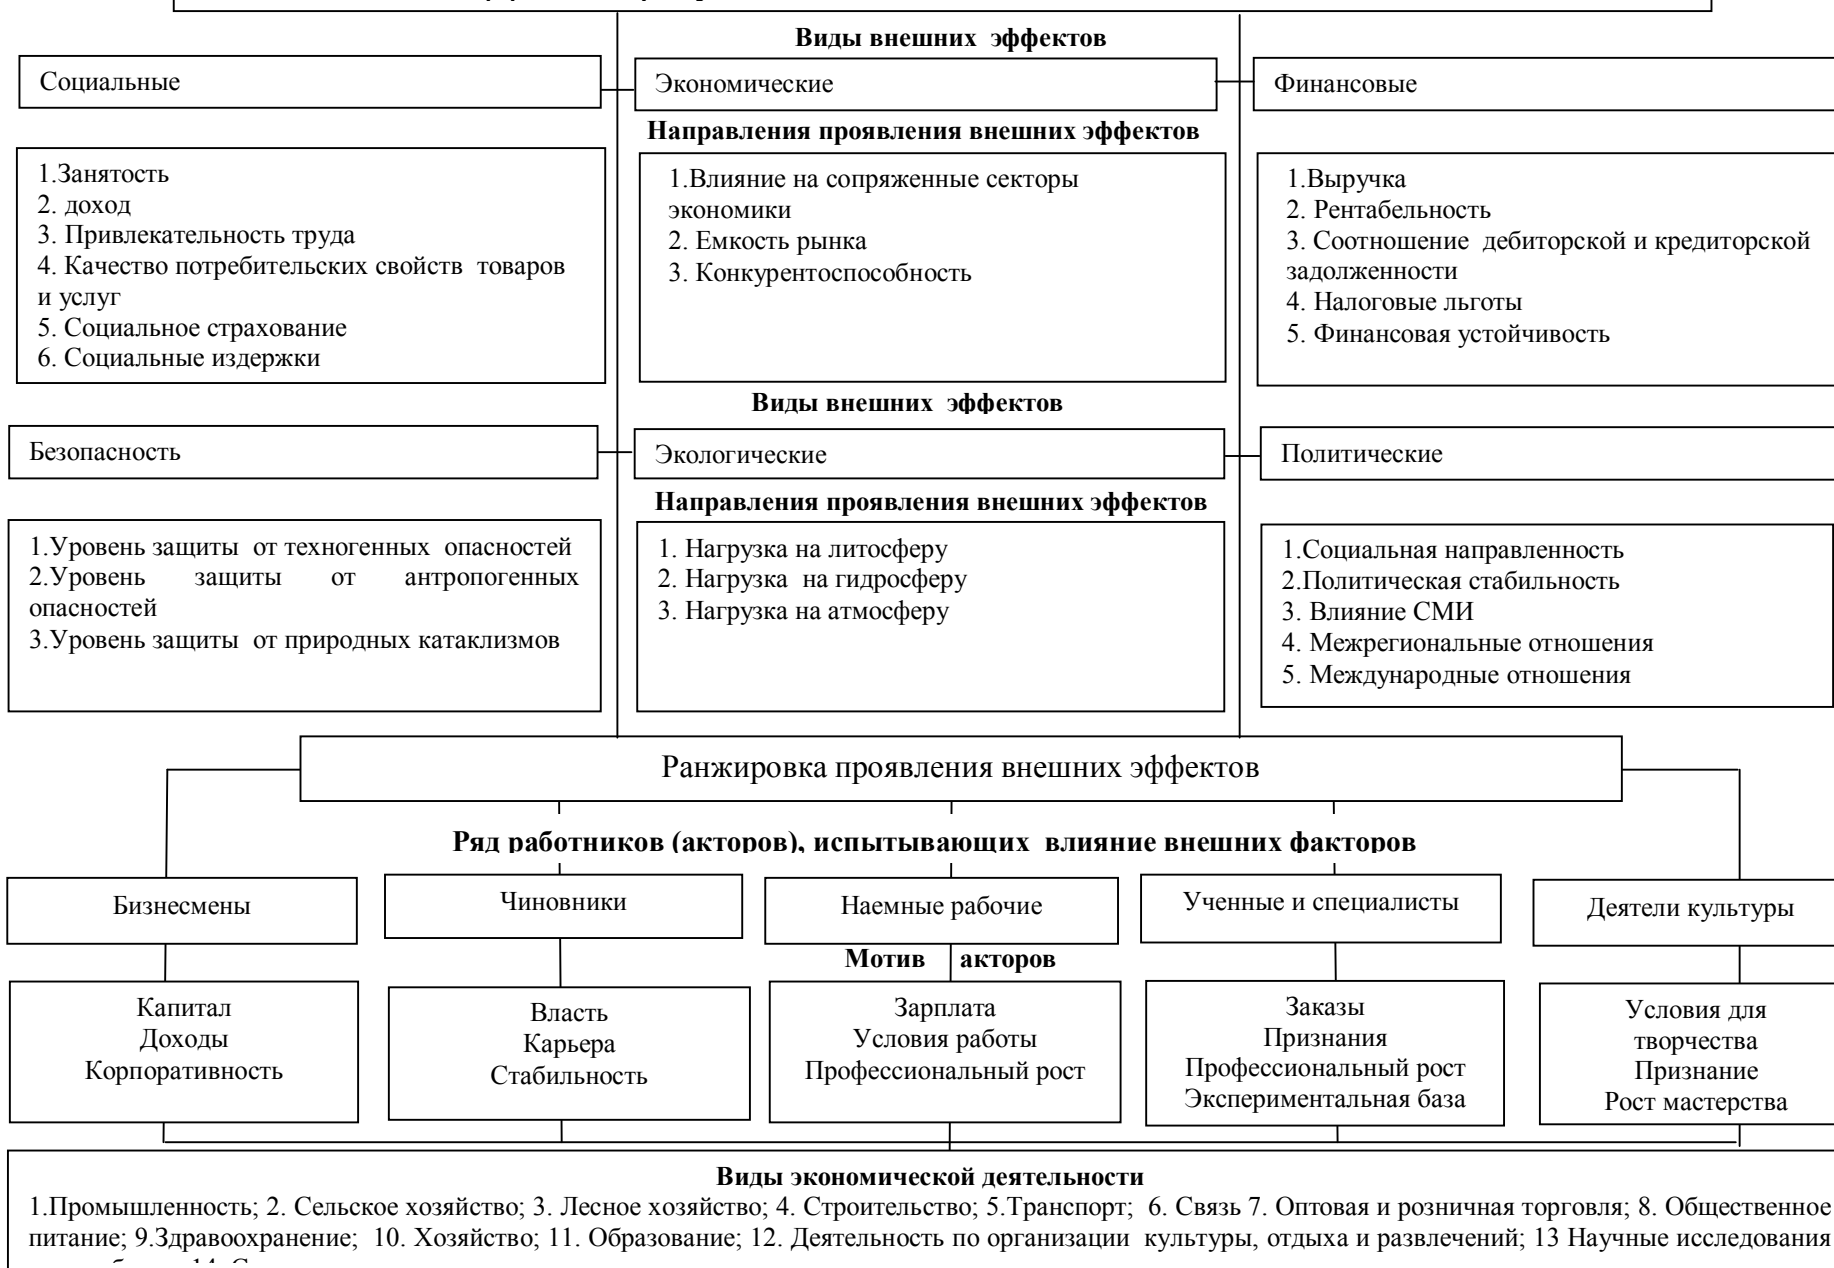 Виды внешних эффектов
Социальные
Экономические
Финансовые
Направления проявления внешних эффектов
1.Занятость
2. доход
3. Привлекательность труда
4. Качество потребительских свойств товаров
и услуг
5. Социальное страхование
6. Социальные издержки
1.Влияние на сопряженные секторы
экономики
2. Емкость рынка
3. Конкурентоспособность
1.Выручка
2. Рентабельность
3. Соотношение дебиторской и кредиторской
задолженности
4. Налоговые льготы
5. Финансовая устойчивость
Виды внешних эффектов
Безопасность
Экологические
Политические
Направления проявления внешних эффектов
1.Уровень защиты от техногенных опасностей
2.Уровень защиты от антропогенных
опасностей
3.Уровень защиты от природных катаклизмов
1. Нагрузка на литосферу
2. Нагрузка на гидросферу
3. Нагрузка на атмосферу
1.Социальная направленность
2.Политическая стабильность
3. Влияние СМИ
4. Межрегиональные отношения
5. Международные отношения
Ранжировка проявления внешних эффектов
Ряд работников (акторов), испытывающих влияние внешних факторов
Бизнесмены
Чиновники
Наемные рабочие
Ученные и специалисты
Деятели культуры
Мотив акторов
Капитал
Доходы
Корпоративность
Власть
Карьера
Стабильность
Зарплата
Условия работы
Профессиональный рост
Заказы
Признания
Профессиональный рост
Экспериментальная база
Условия для
творчества
Признание
Рост мастерства
Виды экономической деятельности
1.Промышленность; 2. Сельское хозяйство; 3. Лесное хозяйство; 4. Строительство; 5.Транспорт; 6. Связь 7. Оптовая и розничная торговля; 8. Общественное
питание; 9.Здравоохранение; 10. Хозяйство; 11. Образование; 12. Деятельность по организации культуры, отдыха и развлечений; 13 Научные исследования